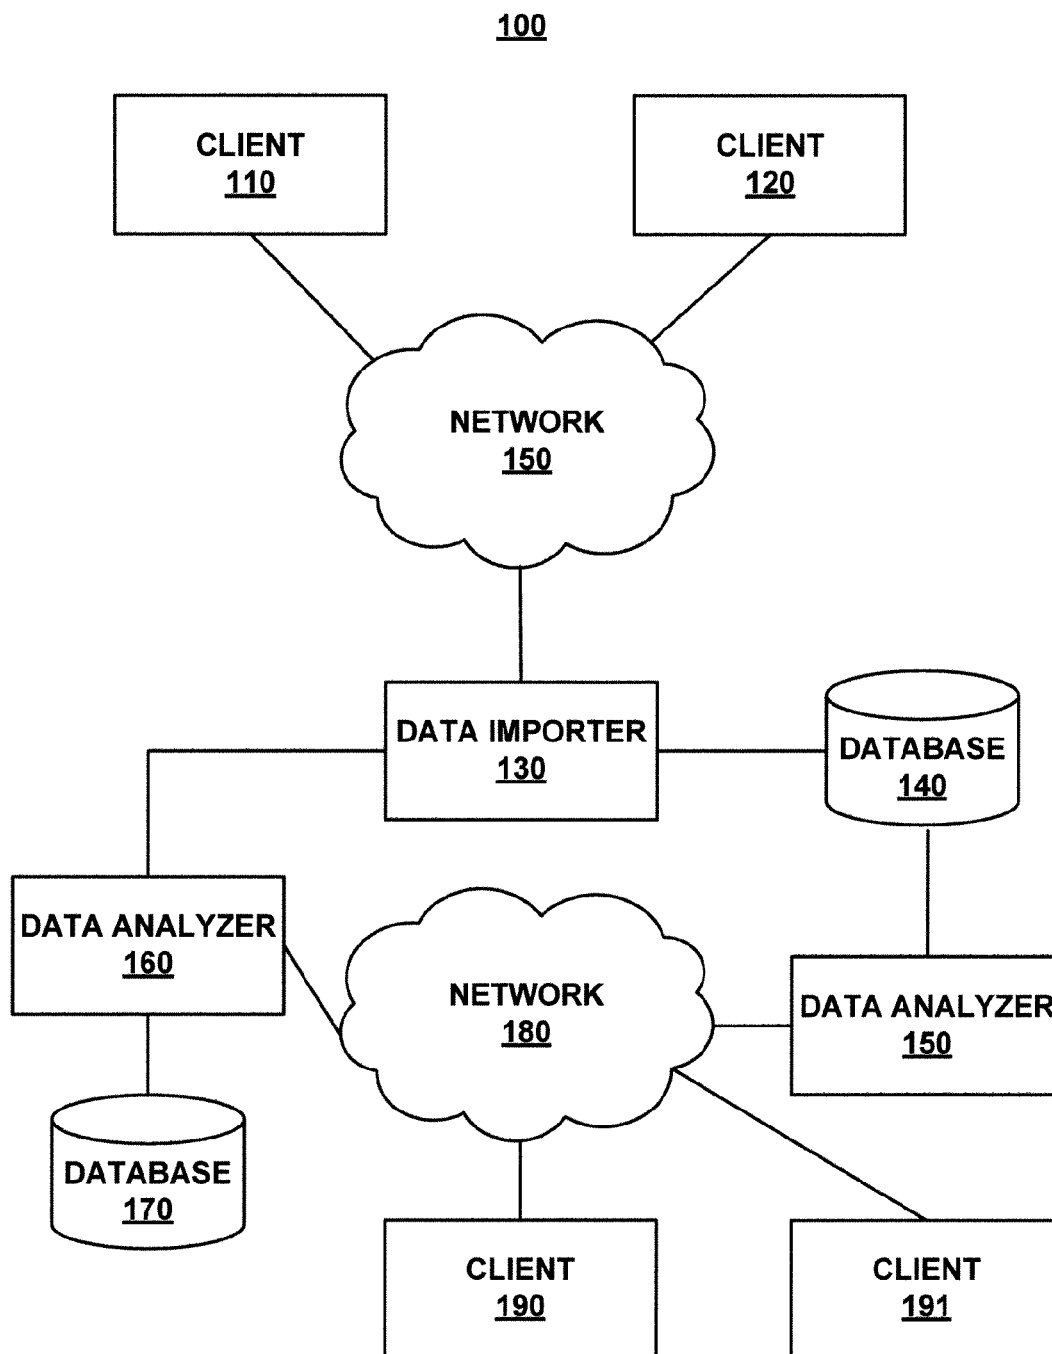 100
CLIENT
110
CLIENT
120
NETWORK
150
DATA IMPORTER
130
DATABASE
140
DATA ANALYZER
160
NETWORK
180
DATA ANALYZER
150
DATABASE
170
CLIENT
190
CLIENT
191